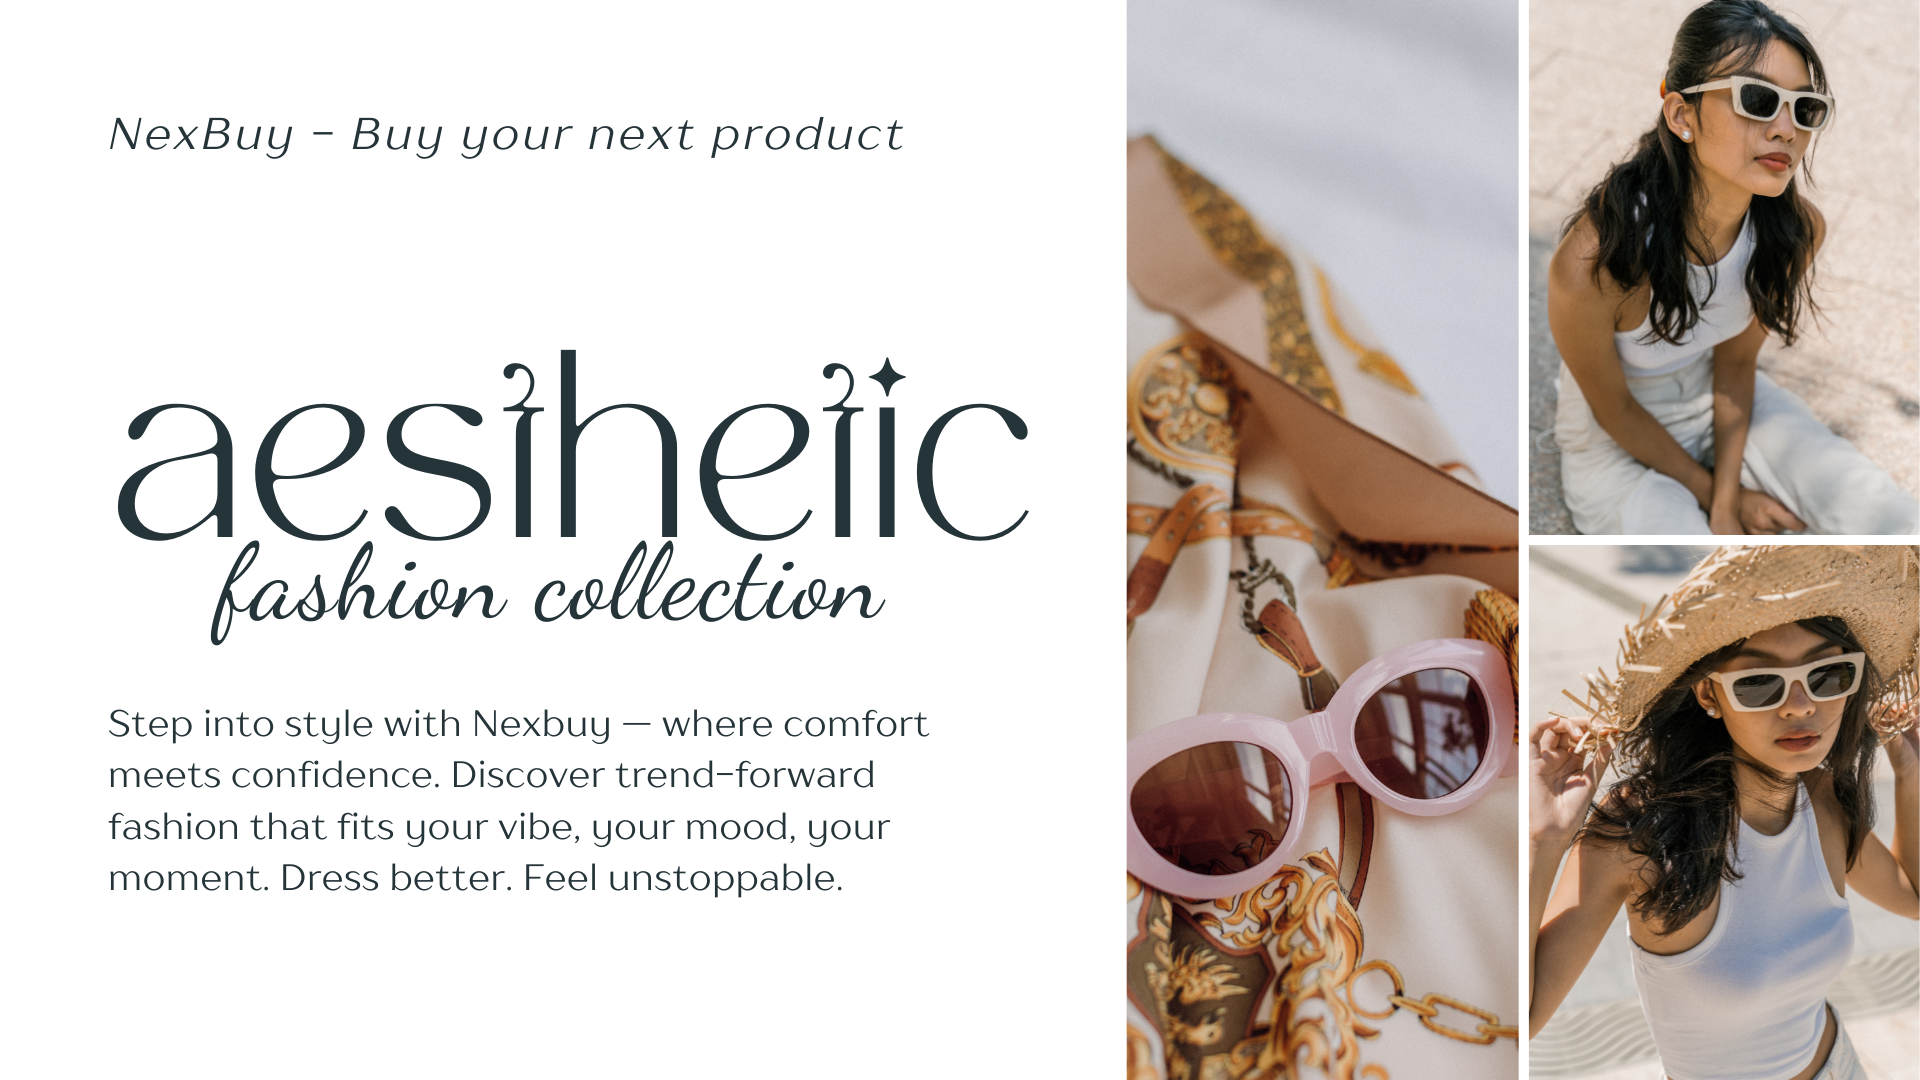 NexBuy - Buy your next product
aesthetic
fashion collection
Step into style with Nexbuy — where comfort
meets confidence. Discover trend-forward
fashion that fits your vibe, your mood, your
moment. Dress better. Feel unstoppable.